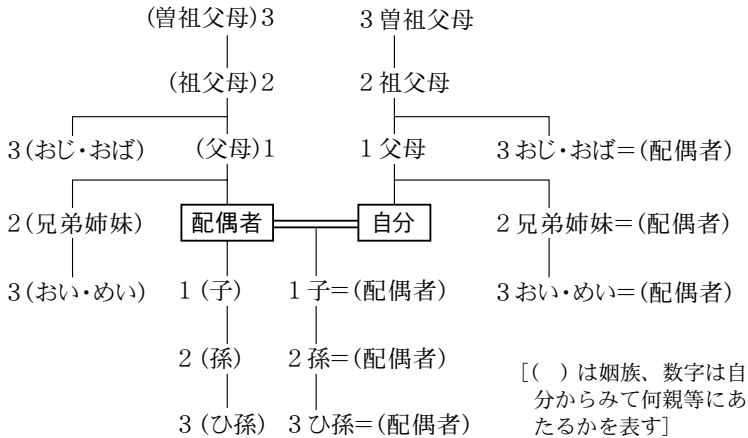 (曽祖父母)3 3 曽祖父母
(祖父母)2 2 祖父母
3(おじ・おば) (父母)1 1 父母 3 おじ・おば=(配偶者)
2(兄弟姉妹) 配偶者 自分 2 兄弟姉妹=(配偶者)
3(おい・めい) 1 (子) 1 子=(配偶者) 3 おい・めい=(配偶者)
2 (孫) 2 孫=(配偶者)
3 (ひ孫) 3 ひ孫=(配偶者)
[( )は姻族、数字は自
分からみて何親等にあ
たるかを表す]